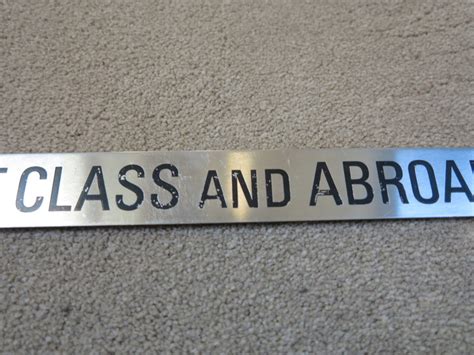 T CLASS AND ABROA